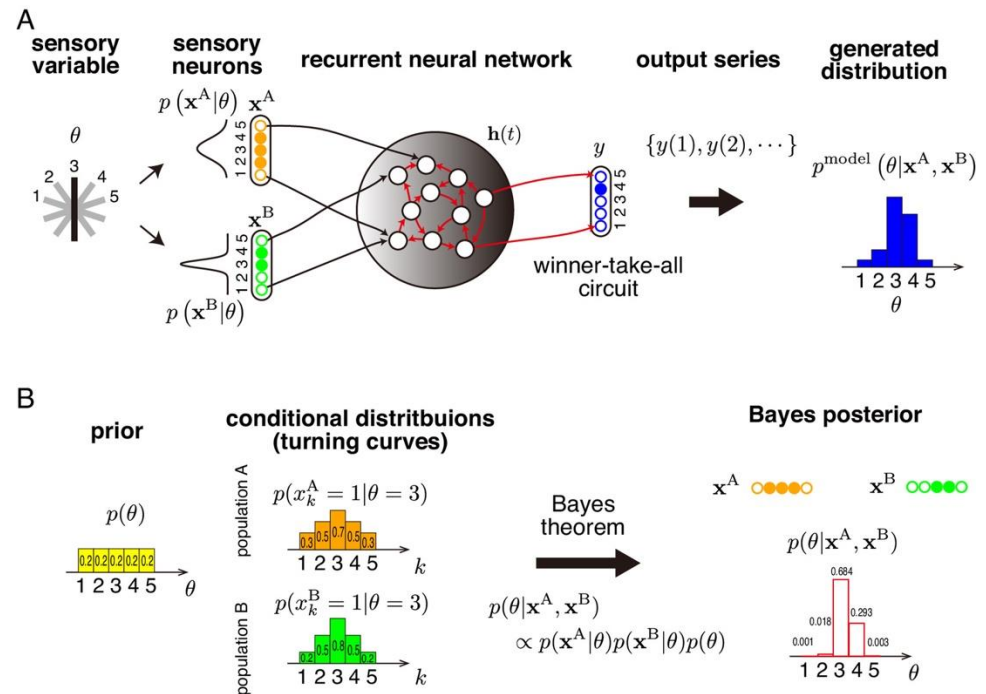 A
sensory variable
sensory neurons
recurrent neural network
output series
generated distribution
p(x^A|θ)
x^A
1 2 3 4 5
θ
1 2 3 4 5
x^B
1 2 3 4 5
p(x^B|θ)
h(t)
y
1 2 3 4 5
winner-take-all
circuit
{y(1), y(2), ⋯}
p^model (θ|x^A, x^B)
1 2 3 4 5
θ
B
prior
p(θ)
0.2 0.2 0.2 0.2 0.2
1 2 3 4 5 θ
conditional distritbuions
(turning curves)
population A
p(x_k^A = 1|θ = 3)
0.3 0.5 0.7 0.5 0.3
1 2 3 4 5 k
population B
p(x_k^B = 1|θ = 3)
0.2 0.5 0.8 0.5 0.2
1 2 3 4 5 k
Bayes
theorem
p(θ|x^A, x^B)
∝ p(x^A|θ)p(x^B|θ)p(θ)
Bayes posterior
x^A
x^B
p(θ|x^A, x^B)
0.001 0.018 0.684 0.293 0.003
1 2 3 4 5 θ